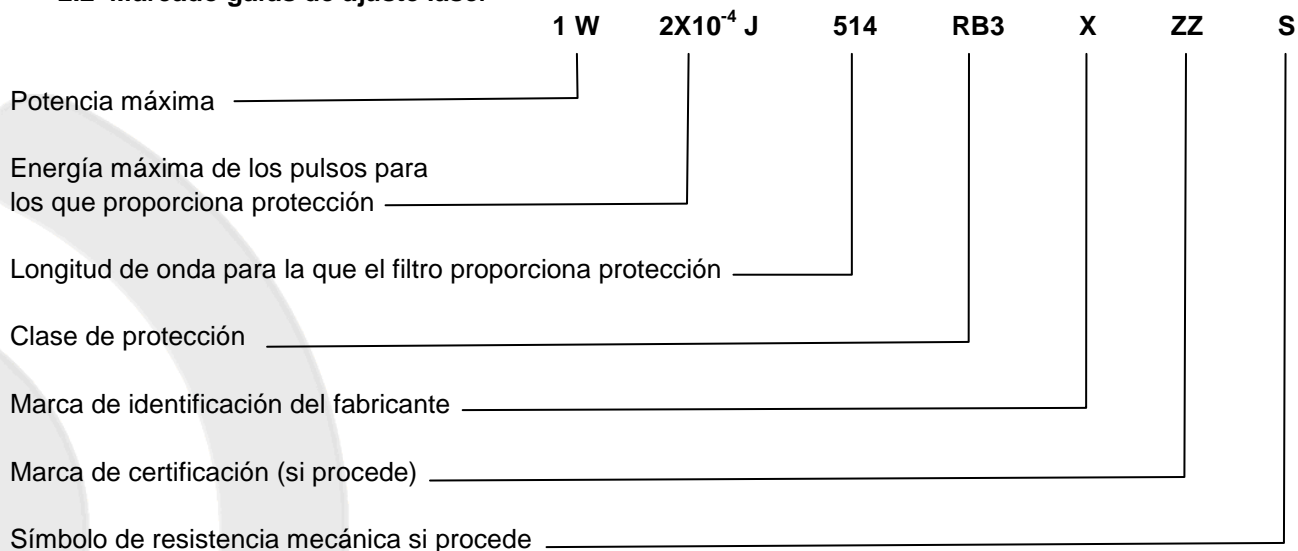 2.2 Marcado gafas de ajuste láser
1 W 2X10⁻⁴ J 514 RB3 X ZZ S
Potencia máxima
Energía máxima de los pulsos para
los que proporciona protección
Longitud de onda para la que el filtro proporciona protección
Clase de protección
Marca de identificación del fabricante
Marca de certificación (si procede)
Símbolo de resistencia mecánica si procede